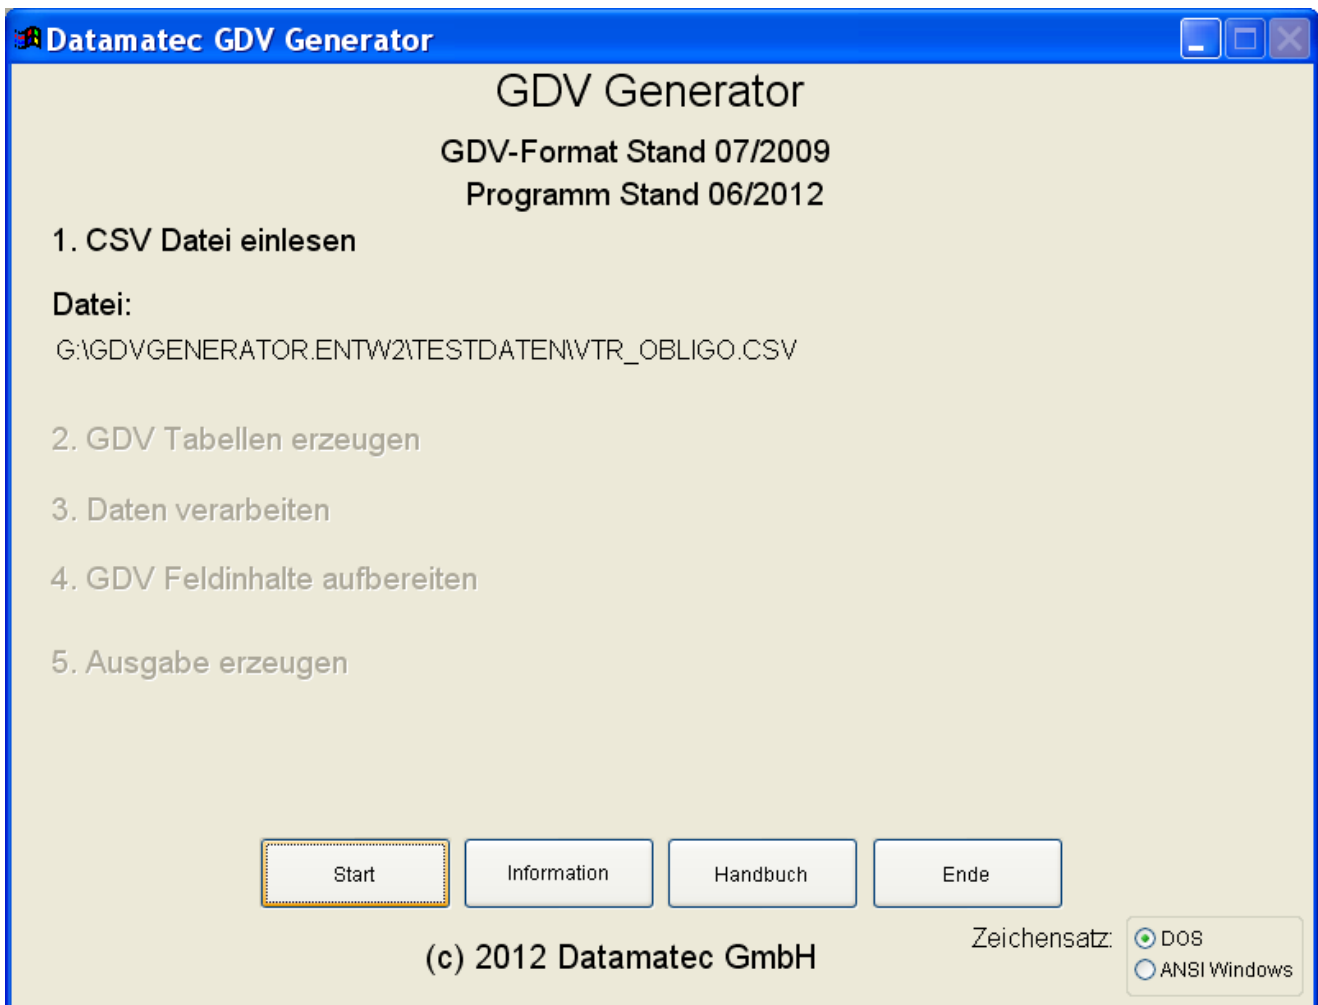 Datamatec GDV Generator
GDV Generator
GDV-Format Stand 07/2009
Programm Stand 06/2012
1. CSV Datei einlesen
Datei:
G:\GDVGENERATOR.ENTW2\TESTDATEN\VTR_OBLIGO.CSV
2. GDV Tabellen erzeugen
3. Daten verarbeiten
4. GDV Feldinhalte aufbereiten
5. Ausgabe erzeugen
Start Information Handbuch Ende
(c) 2012 Datamatec GmbH
Zeichensatz: DOS
ANSI Windows